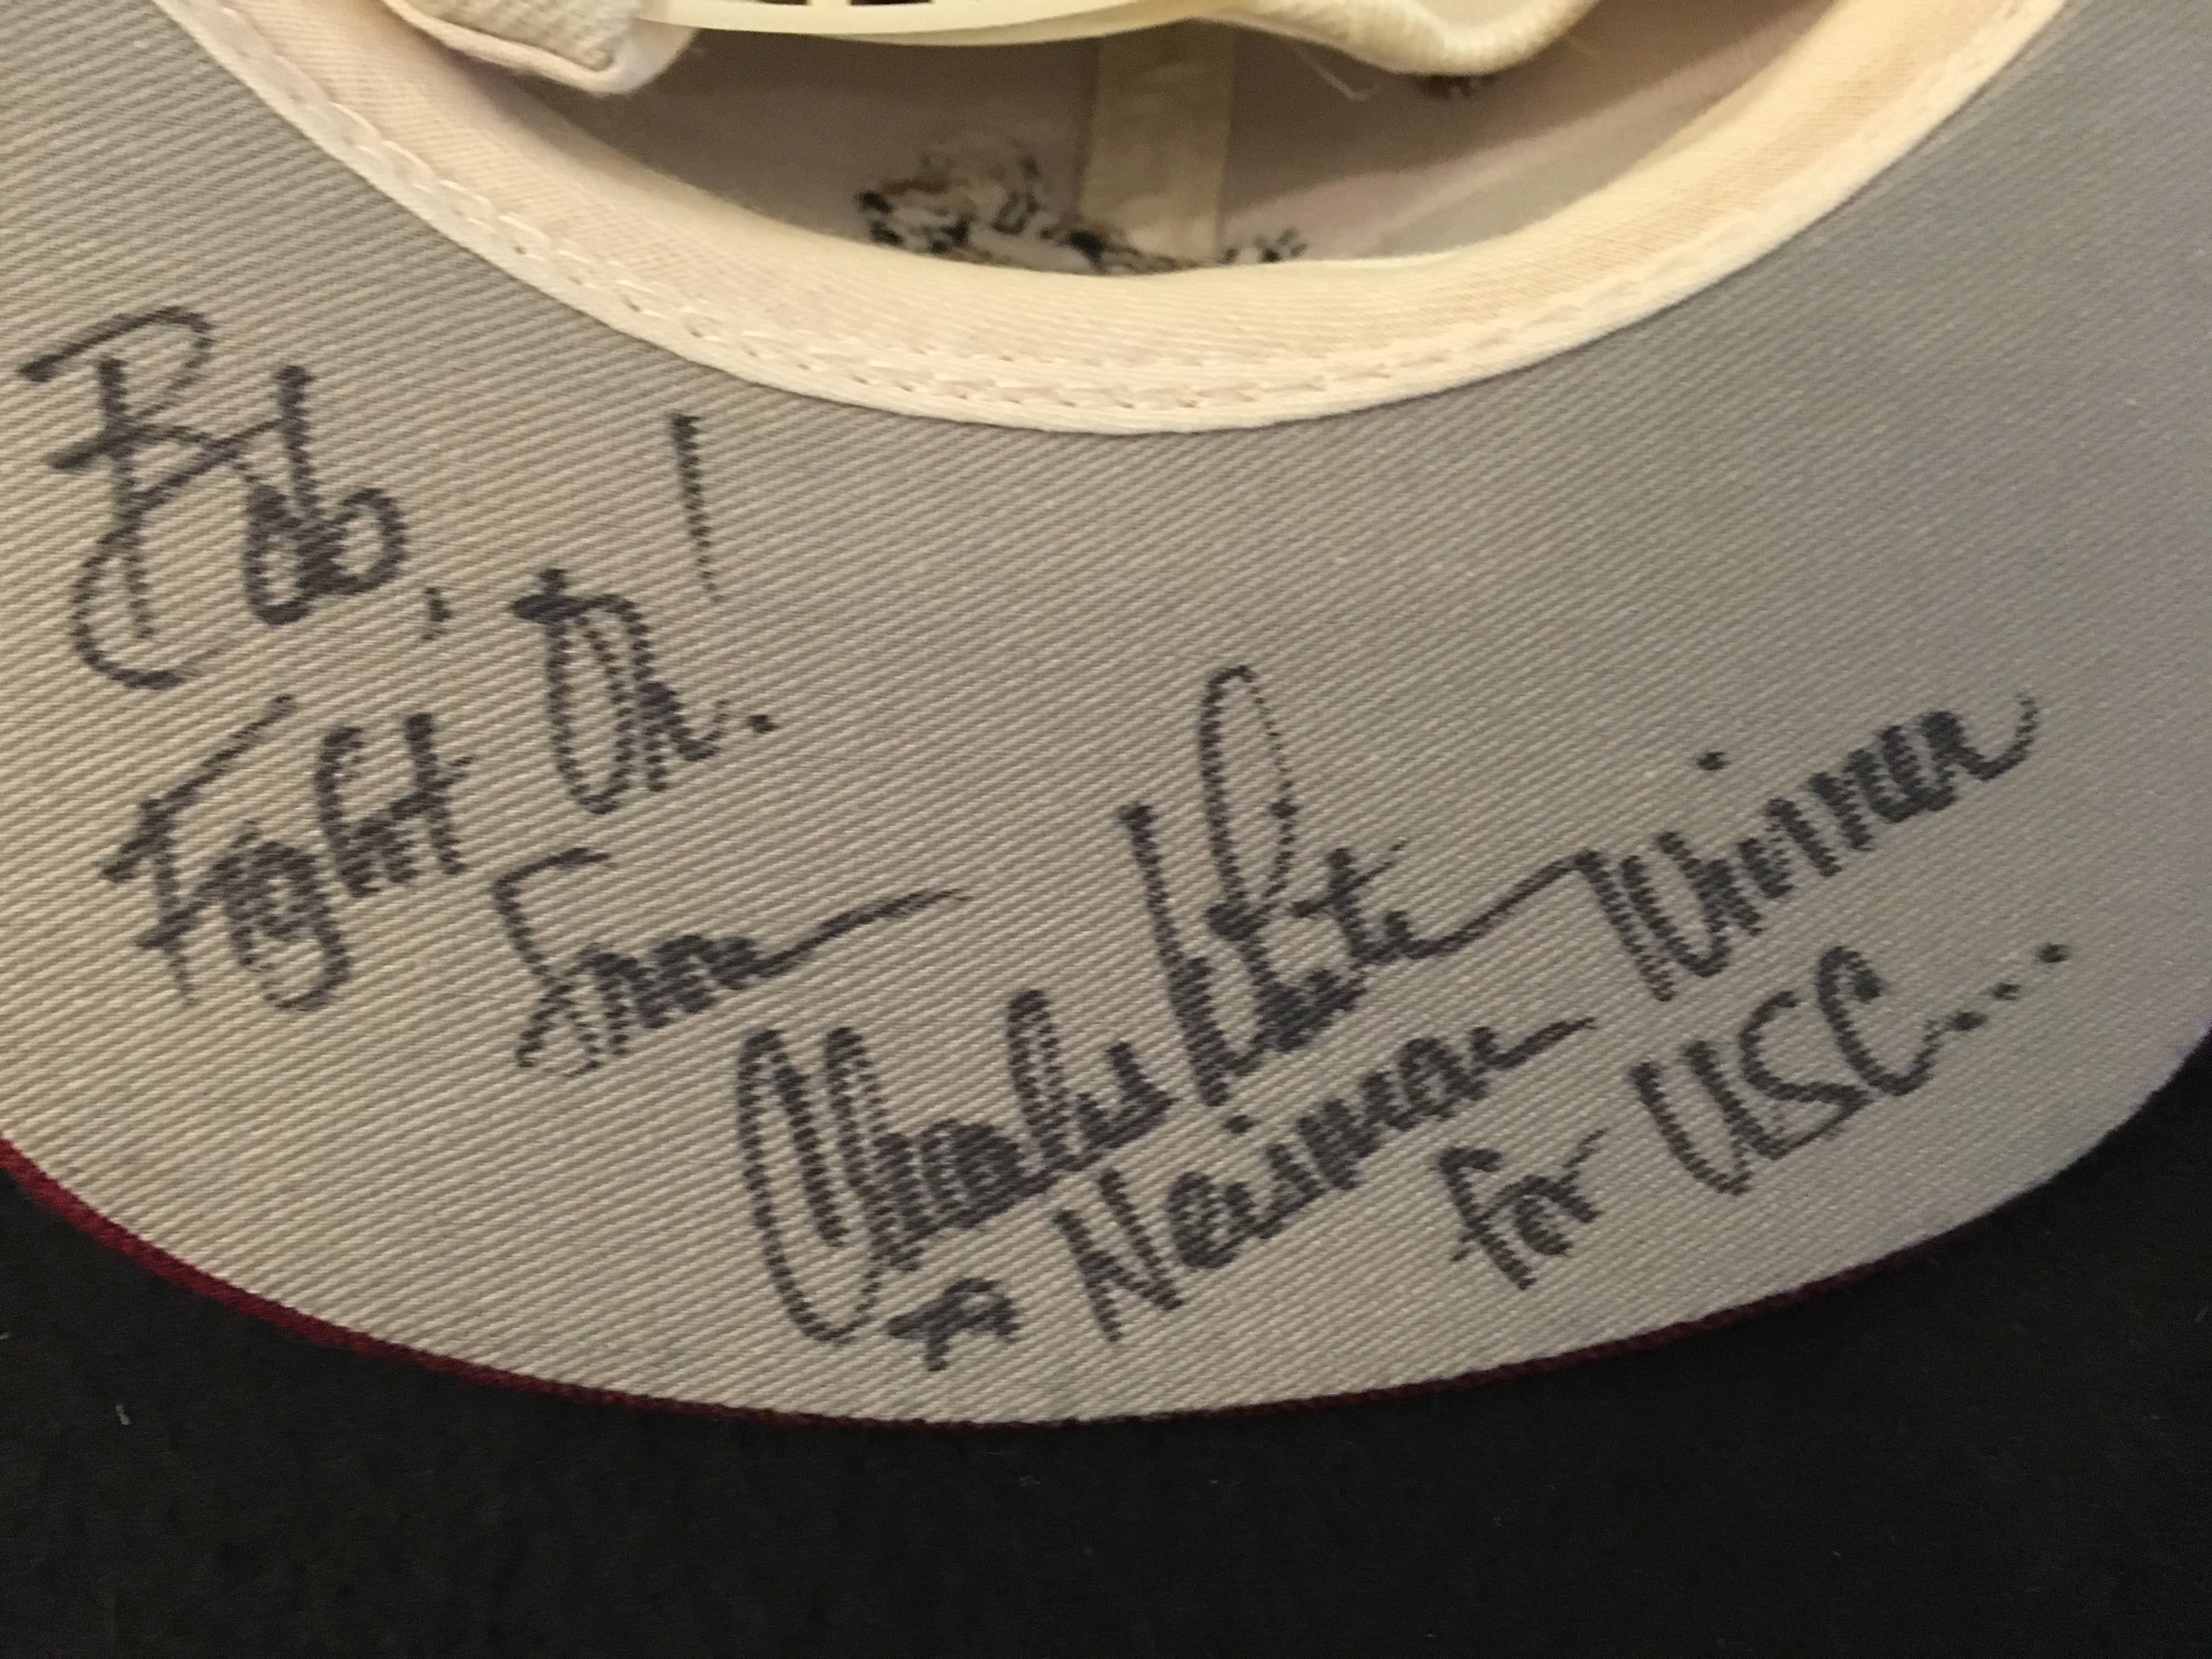 Bob,
Fight On!
From
Charles White
A Heisman Winner
for USC...